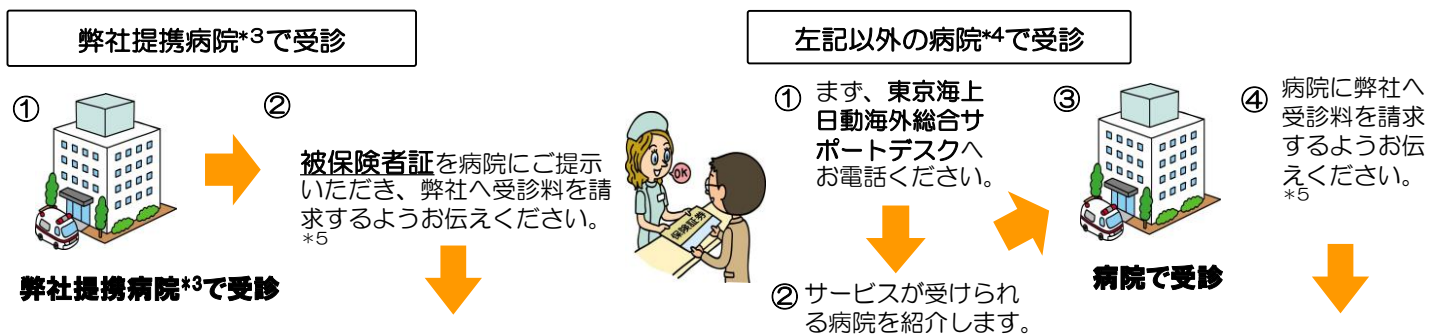 弊社提携病院*3で受診
①
弊社提携病院*3で受診
②
被保険者証を病院にご提示
いただき、弊社へ受診料を請
求するようお伝えください。
*5
OK
保険証券
左記以外の病院*4で受診
① まず、東京海上
日動海外総合サ
ポートデスクへ
お電話ください。
② サービスが受けられ
る病院を紹介します。
③
病院で受診
④ 病院に弊社へ
受診料を請求
するようお伝
えください。
*5